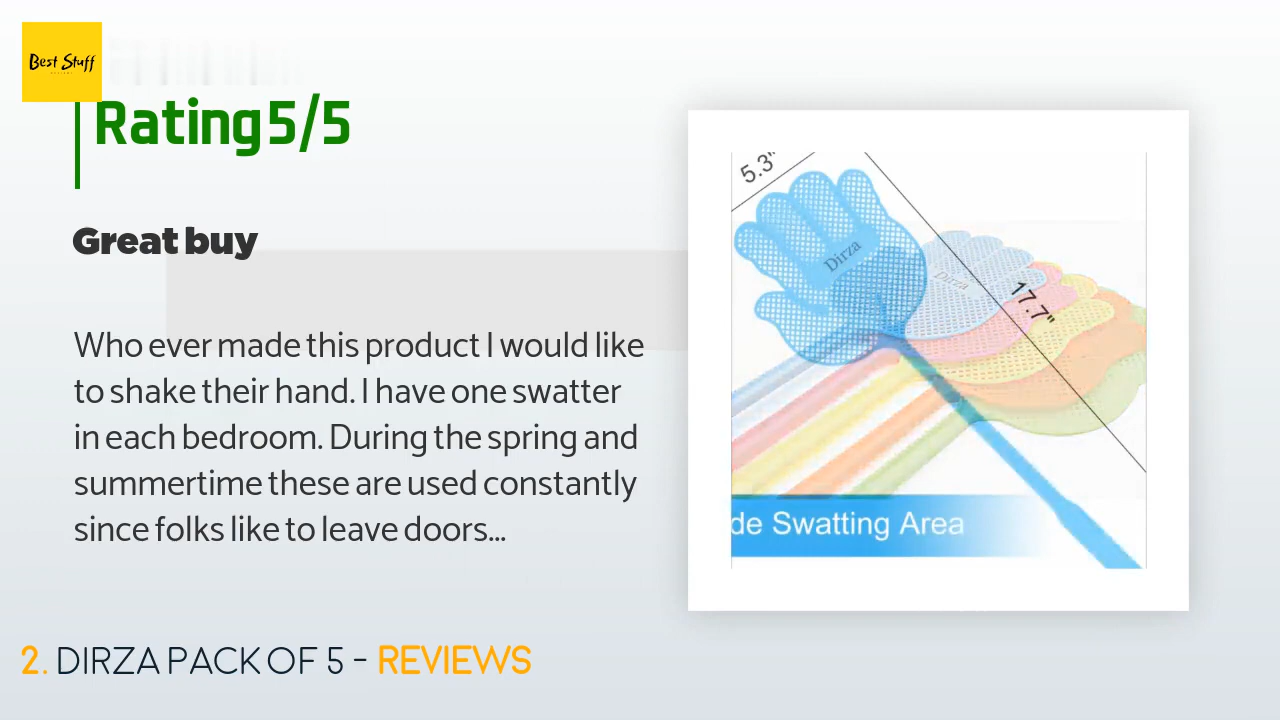 Best Stuff
Rating 5/5
Great buy
Who ever made this product I would like
to shake their hand. I have one swatter
in each bedroom. During the spring and
summertime these are used constantly
since folks like to leave doors...
5.3"
Dirza
Dirza
17.7"
de Swatting Area
2. DIRZA PACK OF 5 - REVIEWS